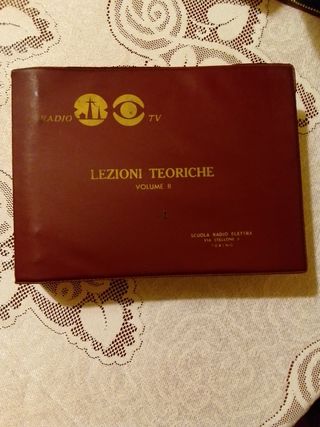 RADIO TV
LEZIONI TEORICHE
VOLUME II
SCUOLA RADIO ELETTRA
VIA STELLONE 5
TORINO